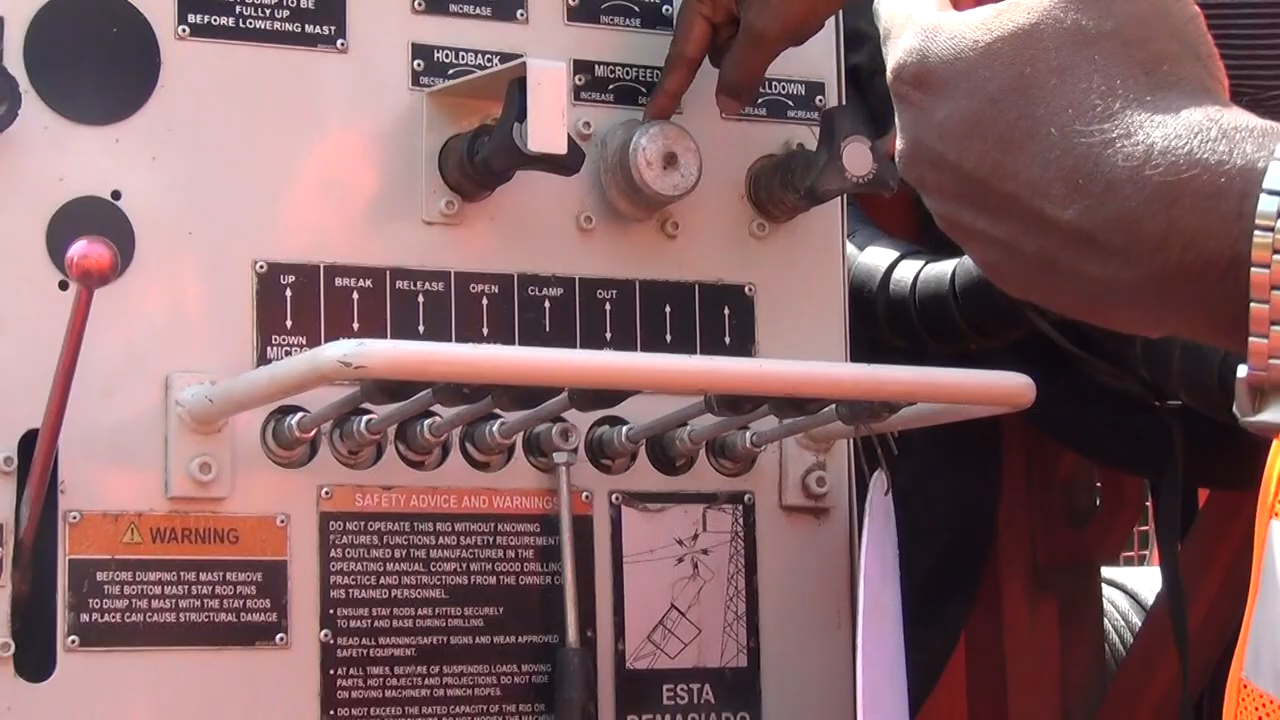 DUMP TO BE
FULLY UP
BEFORE LOWERING MAST
INCREASE
INCREASE
HOLDBACK
MICROFEED
INCREASE
LLDOWN
INCREASE
UP
BREAK
RELEASE
OPEN
CLAMP
OUT
DOWN
MICRO
WARNING
BEFORE DUMPING THE MAST REMOVE
THE BOTTOM MAST STAY ROD PINS
TO DUMP THE MAST WITH THE STAY RODS
IN PLACE CAN CAUSE STRUCTURAL DAMAGE
SAFETY ADVICE AND WARNINGS
DO NOT OPERATE THIS RIG WITHOUT KNOWING
FEATURES, FUNCTIONS AND SAFETY REQUIREMENT
AS OUTLINED BY THE MANUFACTURER IN THE
OPERATING MANUAL. COMPLY WITH GOOD DRILLING
PRACTICE AND INSTRUCTIONS FROM THE OWNER O
HIS TRAINED PERSONNEL.
• ENSURE STAY RODS ARE FITTED SECURELY
TO MAST AND BASE DURING DRILLING.
• READ ALL WARNING/SAFETY SIGNS AND WEAR APPROVED
SAFETY EQUIPMENT.
• AT ALL TIMES, BEWARE OF SUSPENDED LOADS, MOVING
PARTS, HOT OBJECTS AND PROJECTIONS. DO NOT RIDE
ON MOVING MACHINERY OR WINCH ROPES.
• DO NOT EXCEED THE RATED CAPACITY OF THE RIG OR
ESTA
DEMASIADO